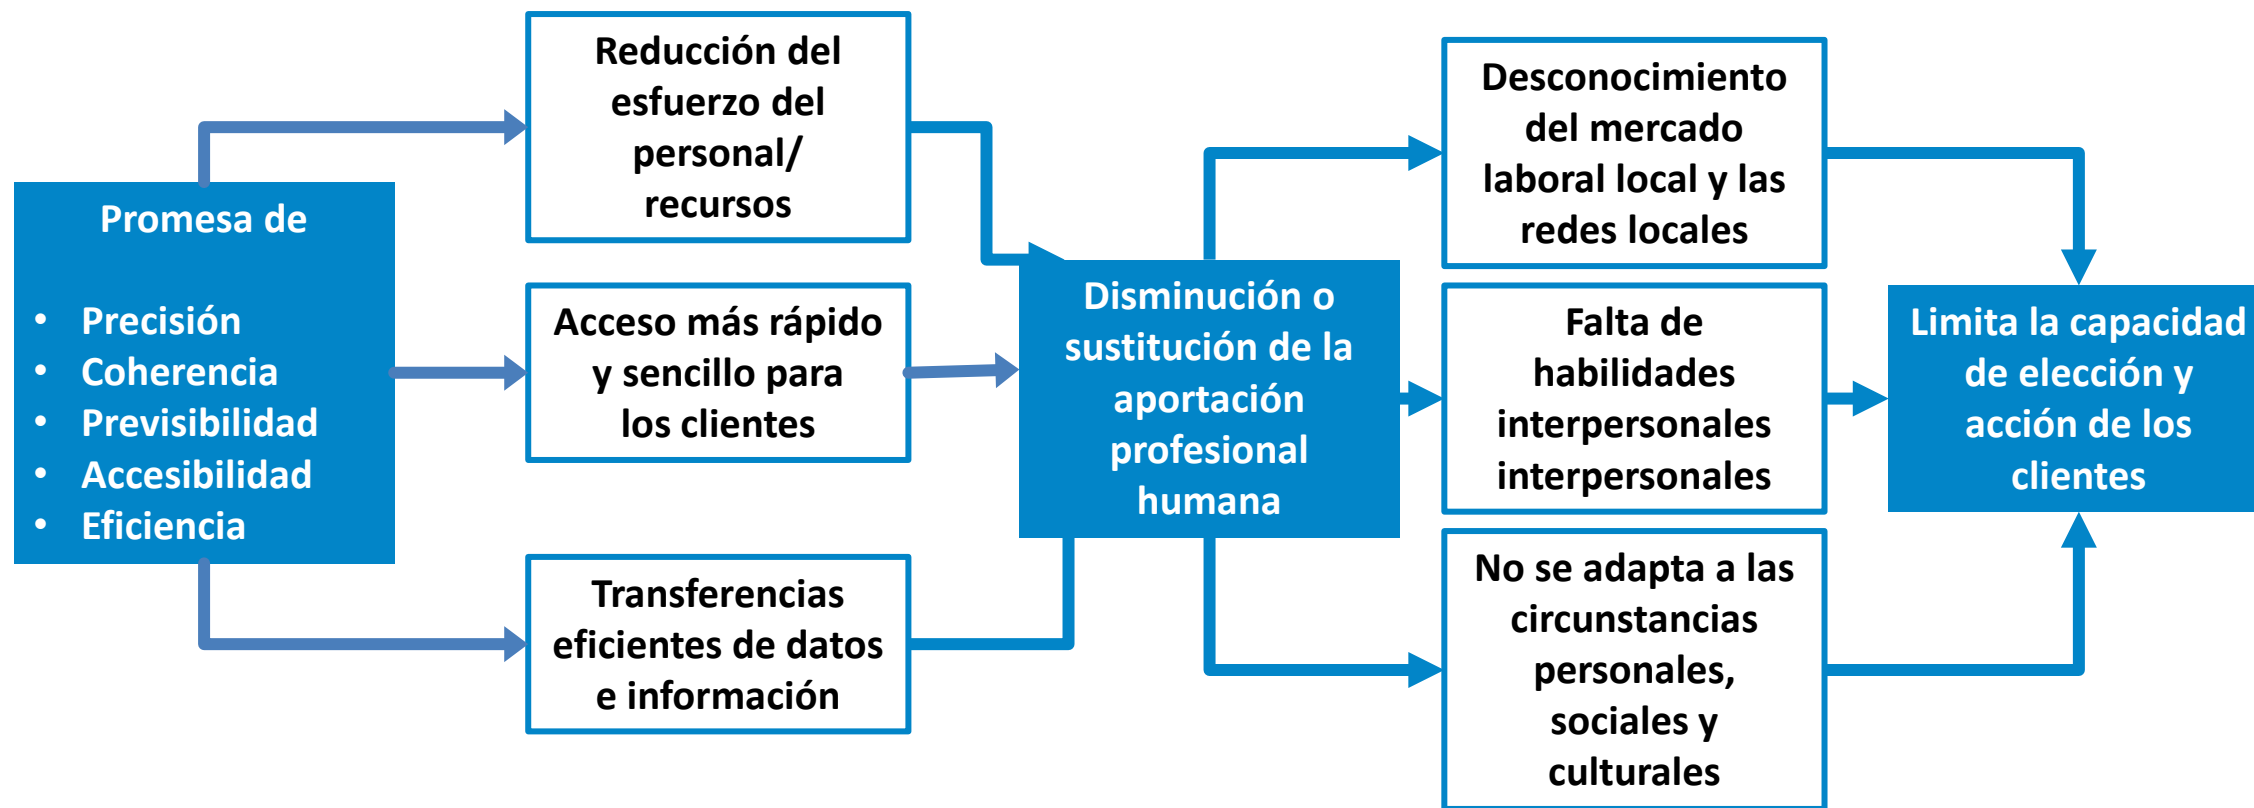 Promesa de
• Precisión
• Coherencia
• Previsibilidad
• Accesibilidad
• Eficiencia
Reducción del
esfuerzo del
personal/
recursos
Acceso más rápido
y sencillo para
los clientes
Transferencias
eficientes de datos
e información
Disminución o
sustitución de la
aportación
profesional
humana
Desconocimiento
del mercado
laboral local y las
redes locales
Falta de
habilidades
interpersonales
interpersonales
No se adapta a las
circunstancias
personales,
sociales y
culturales
Limita la capacidad
de elección y
acción de los
clientes